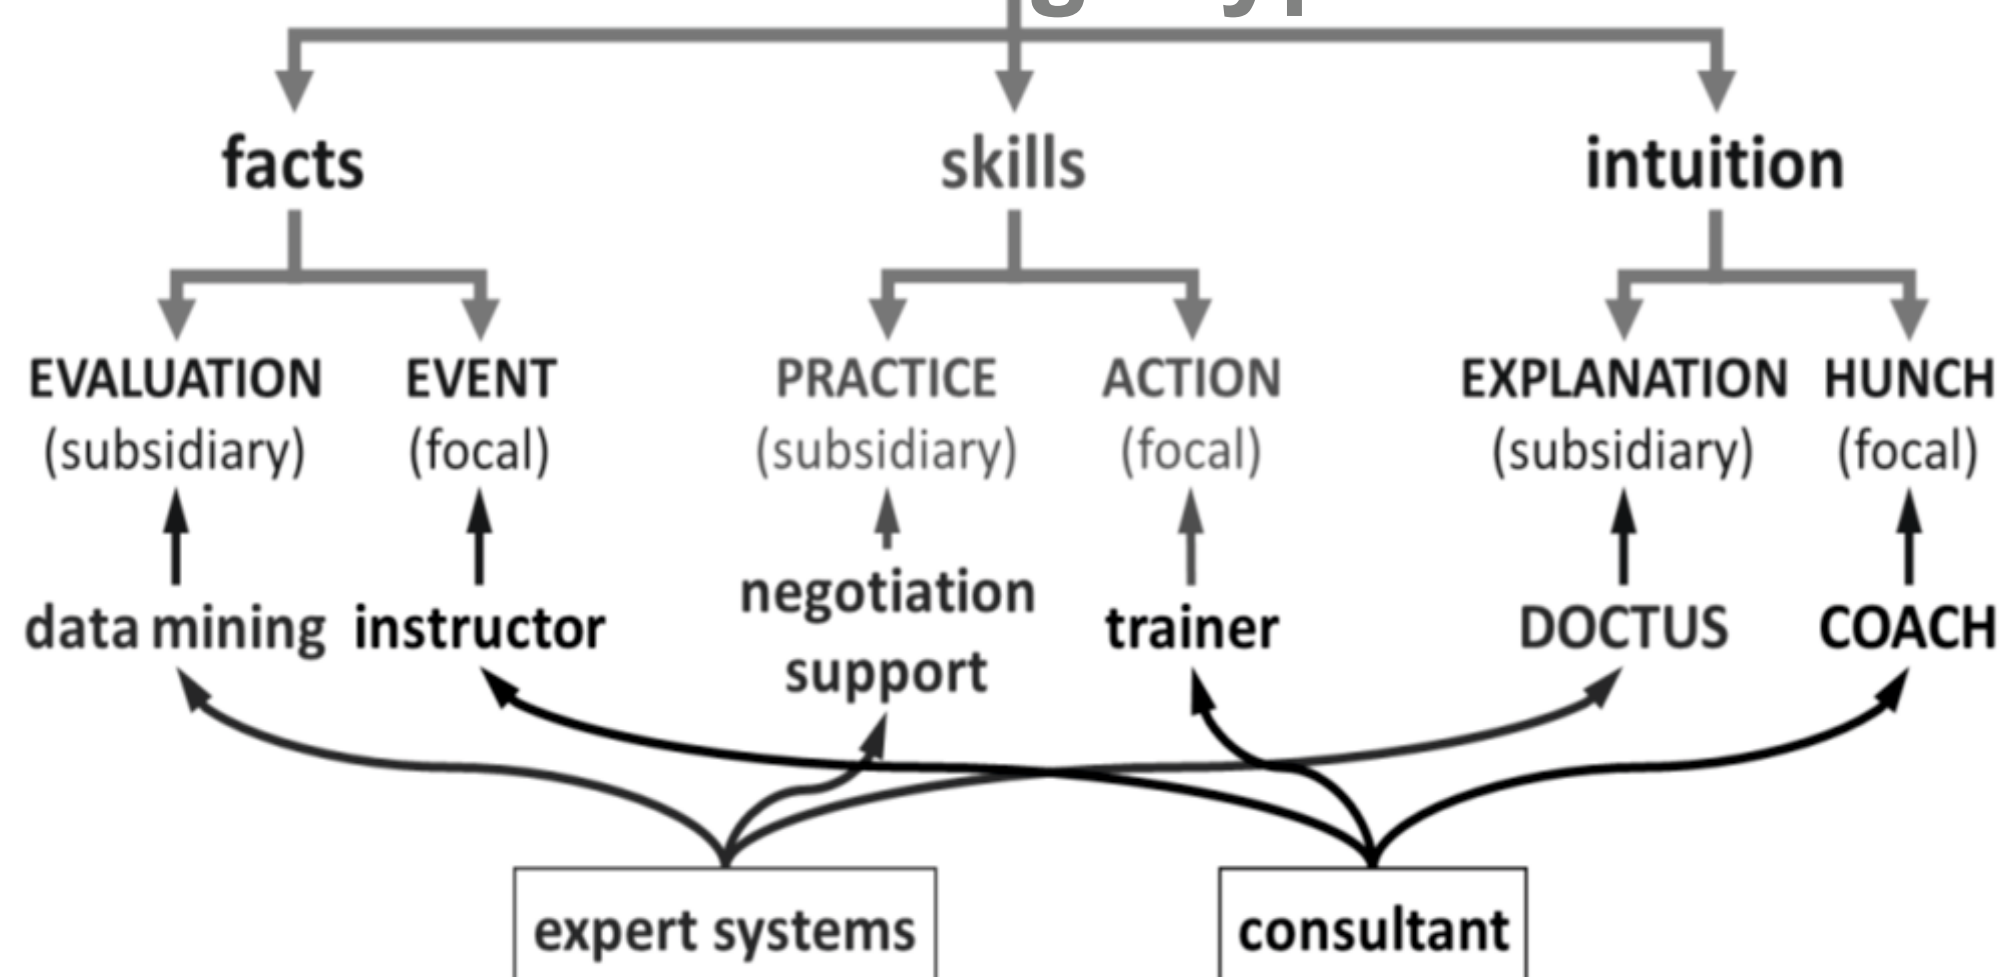 facts skills intuition
EVALUATION EVENT PRACTICE ACTION EXPLANATION HUNCH
(subsidiary) (focal) (subsidiary) (focal) (subsidiary) (focal)
data mining instructor negotiation support trainer DOCTUS COACH
expert systems consultant